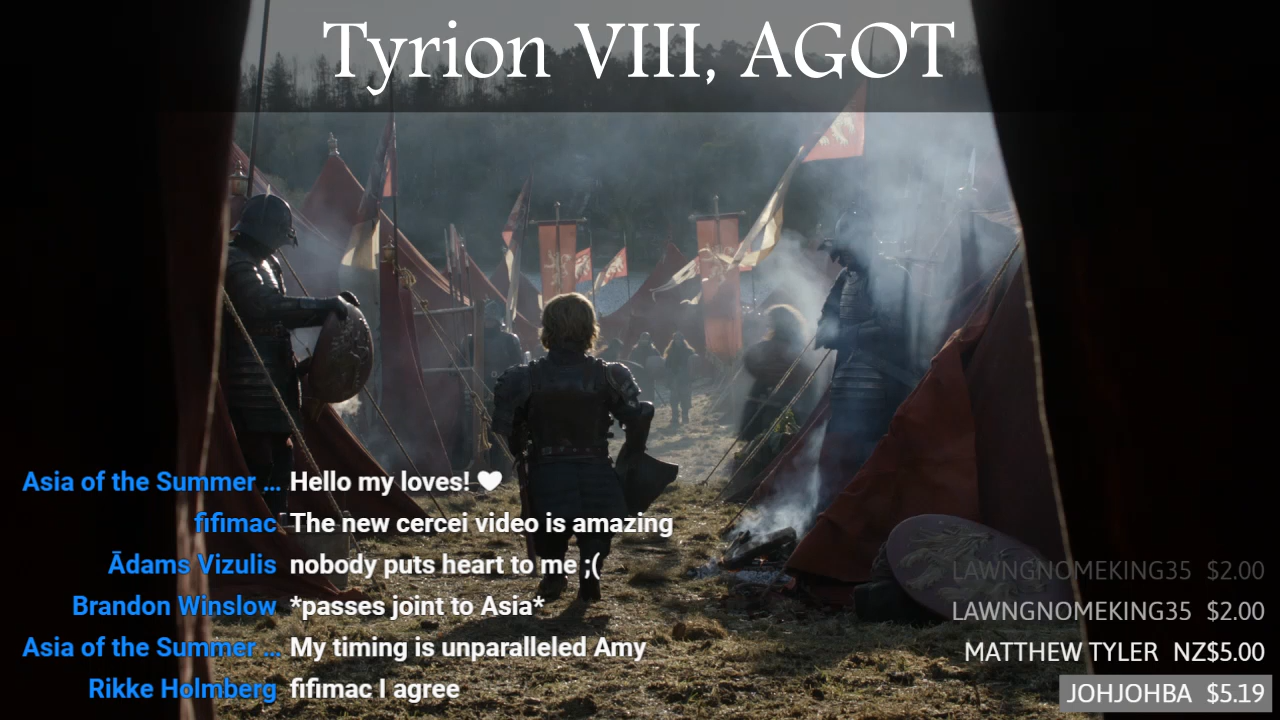 Tyrion VIII, AGOT
Asia of the Summer ... Hello my loves! 🤍
fifimac The new cercei video is amazing
Ādams Vizulis nobody puts heart to me ;(
Brandon Winslow *passes joint to Asia*
Asia of the Summer ... My timing is unparalleled Amy
Rikke Holmberg fifimac I agree
LAWNGNOMEKING35 $2.00
LAWNGNOMEKING35 $2.00
MATTHEW TYLER NZ$5.00
JOHJOHBA $5.19